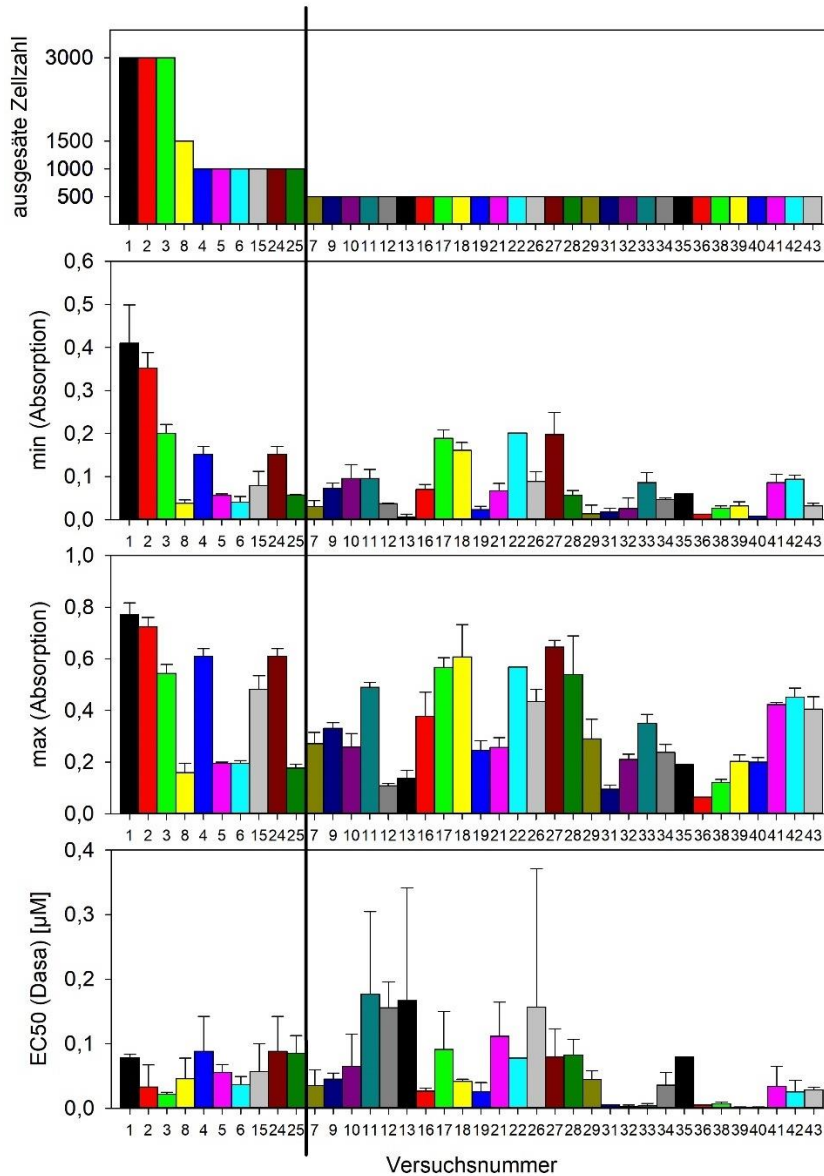 ausgesäte Zellzahl
3000
1500
1000
500
1 2 3 8 4 5 6 15 24 25 7 9 10 11 12 13 16 17 18 19 21 22 26 27 28 29 31 32 33 34 35 36 38 39 40 41 42 43
min (Absorption)
0,6
0,5
0,4
0,3
0,2
0,1
0,0
1 2 3 8 4 5 6 15 24 25 7 9 10 11 12 13 16 17 18 19 21 22 26 27 28 29 31 32 33 34 35 36 38 39 40 41 42 43
max (Absorption)
1,0
0,8
0,6
0,4
0,2
0,0
1 2 3 8 4 5 6 15 24 25 7 9 10 11 12 13 16 17 18 19 21 22 26 27 28 29 31 32 33 34 35 36 38 39 40 41 42 43
EC50 (Dasa) [µM]
0,4
0,3
0,2
0,1
0,0
1 2 3 8 4 5 6 15 24 25 7 9 10 11 12 13 16 17 18 19 21 22 26 27 28 29 31 32 33 34 35 36 38 39 40 41 42 43
Versuchsnummer